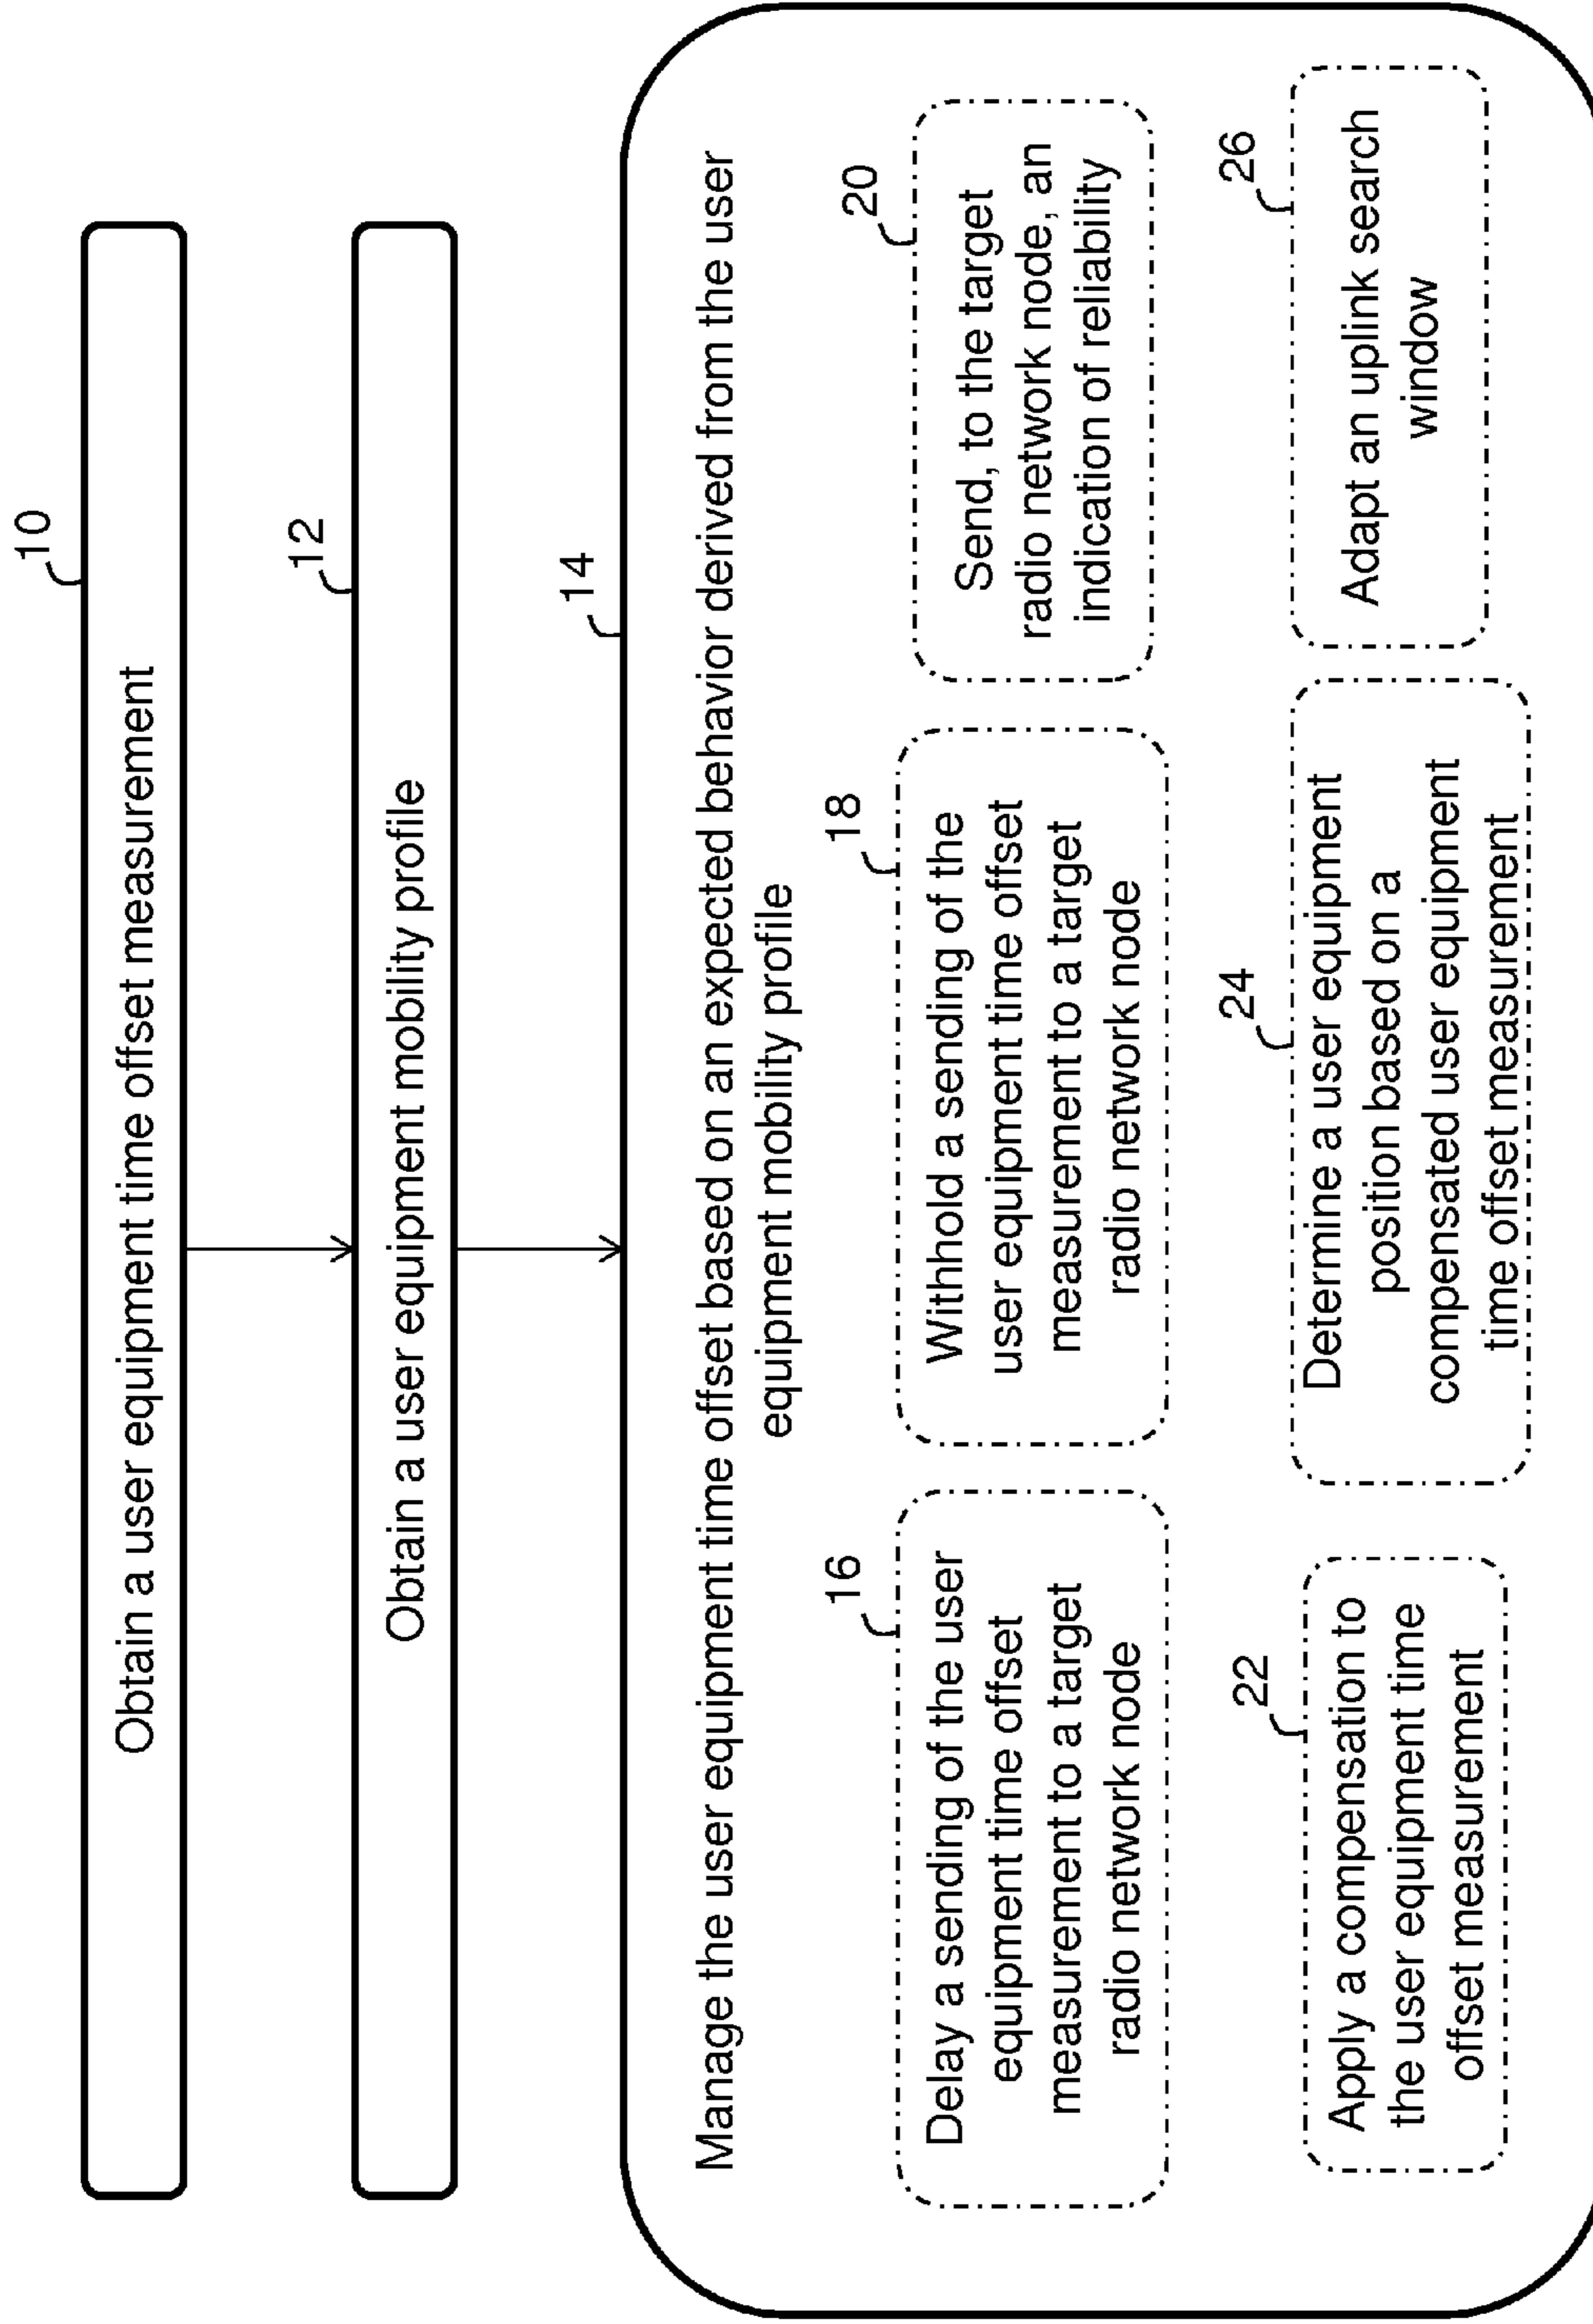 10
Obtain a user equipment time offset measurement
12
Obtain a user equipment mobility profile
14
Manage the user equipment time offset based on an expected behavior derived from the user
equipment mobility profile
16
Delay a sending of the user
equipment time offset
measurement to a target
radio network node
18
Withhold a sending of the
user equipment time offset
measurement to a target
radio network node
20
Send, to the target
radio network node, an
indication of reliability
22
Apply a compensation to
the user equipment time
offset measurement
24
Determine a user equipment
position based on a
compensated user equipment
time offset measurement
26
Adapt an uplink search
window